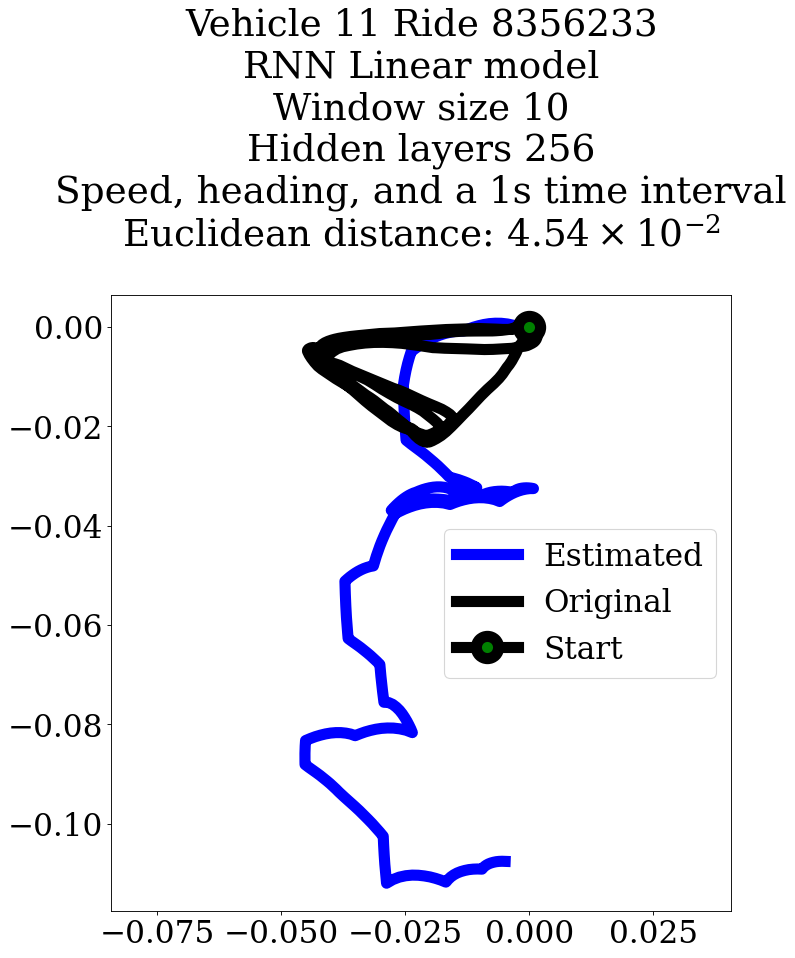 Vehicle 11 Ride 8356233
RNN Linear model
Window size 10
Hidden layers 256
Speed, heading, and a 1s time interval
Euclidean distance: 4.54 × 10⁻²
0.00
−0.02
−0.04
−0.06
−0.08
−0.10
Estimated
Original
Start
−0.075 −0.050 −0.025 0.000 0.025